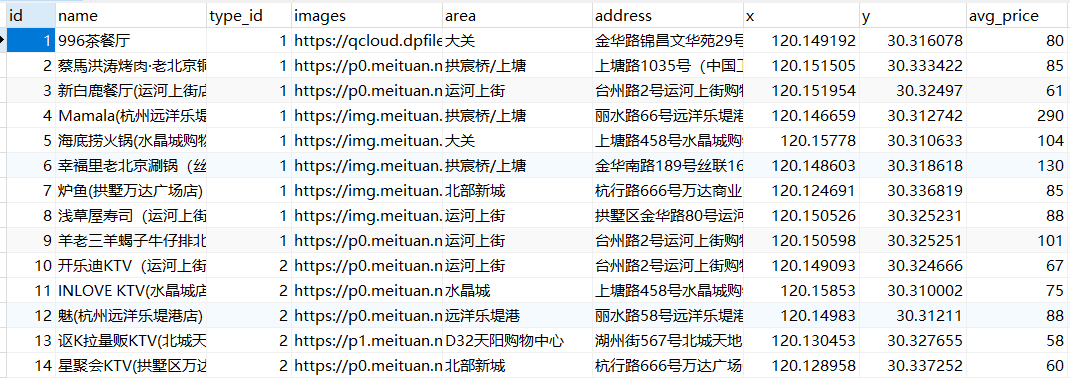 id name type_id images area address x y avg_price
1 996茶餐厅 1 https://qcloud.dpfile 大关 金华路锦昌文华苑29号 120.149192 30.316078 80
2 蔡馬洪涛烤肉·老北京铜 1 https://p0.meituan.n 拱宸桥/上塘 上塘路1035号（中国工 120.151505 30.333422 85
3 新白鹿餐厅(运河上街店 1 https://p0.meituan.n 运河上街 台州路2号运河上街购物 120.151954 30.32497 61
4 Mamala(杭州远洋乐堤 1 https://img.meituan. 拱宸桥/上塘 丽水路66号远洋乐堤港 120.146659 30.312742 290
5 海底捞火锅(水晶城购物 1 https://img.meituan. 大关 上塘路458号水晶城购物 120.15778 30.310633 104
6 幸福里老北京涮锅（丝 1 https://img.meituan. 拱宸桥/上塘 金华南路189号丝联16 120.148603 30.318618 130
7 炉鱼(拱墅万达广场店) 1 https://img.meituan. 北部新城 杭行路666号万达商业 120.124691 30.336819 85
8 浅草屋寿司（运河上街 1 https://img.meituan. 运河上街 拱墅区金华路80号运河 120.150526 30.325231 88
9 羊老三羊蝎子牛仔排北 1 https://p0.meituan.n 运河上街 台州路2号运河上街购物 120.150598 30.325251 101
10 开乐迪KTV（运河上街 2 https://p0.meituan.n 运河上街 台州路2号运河上街购物 120.149093 30.324666 67
11 INLOVE KTV(水晶城店 2 https://p0.meituan.n 水晶城 上塘路458号水晶城购物 120.15853 30.310002 75
12 魅(杭州远洋乐堤港店) 2 https://p0.meituan.n 远洋乐堤港 丽水路58号远洋乐堤港 120.14983 30.31211 88
13 讴K拉量贩KTV(北城天 2 https://p1.meituan.n D32天阳购物中心 湖州街567号北城天地 120.130453 30.327655 58
14 星聚会KTV(拱墅区万达 2 https://p0.meituan.n 北部新城 杭行路666号万达广场 120.128958 30.337252 60